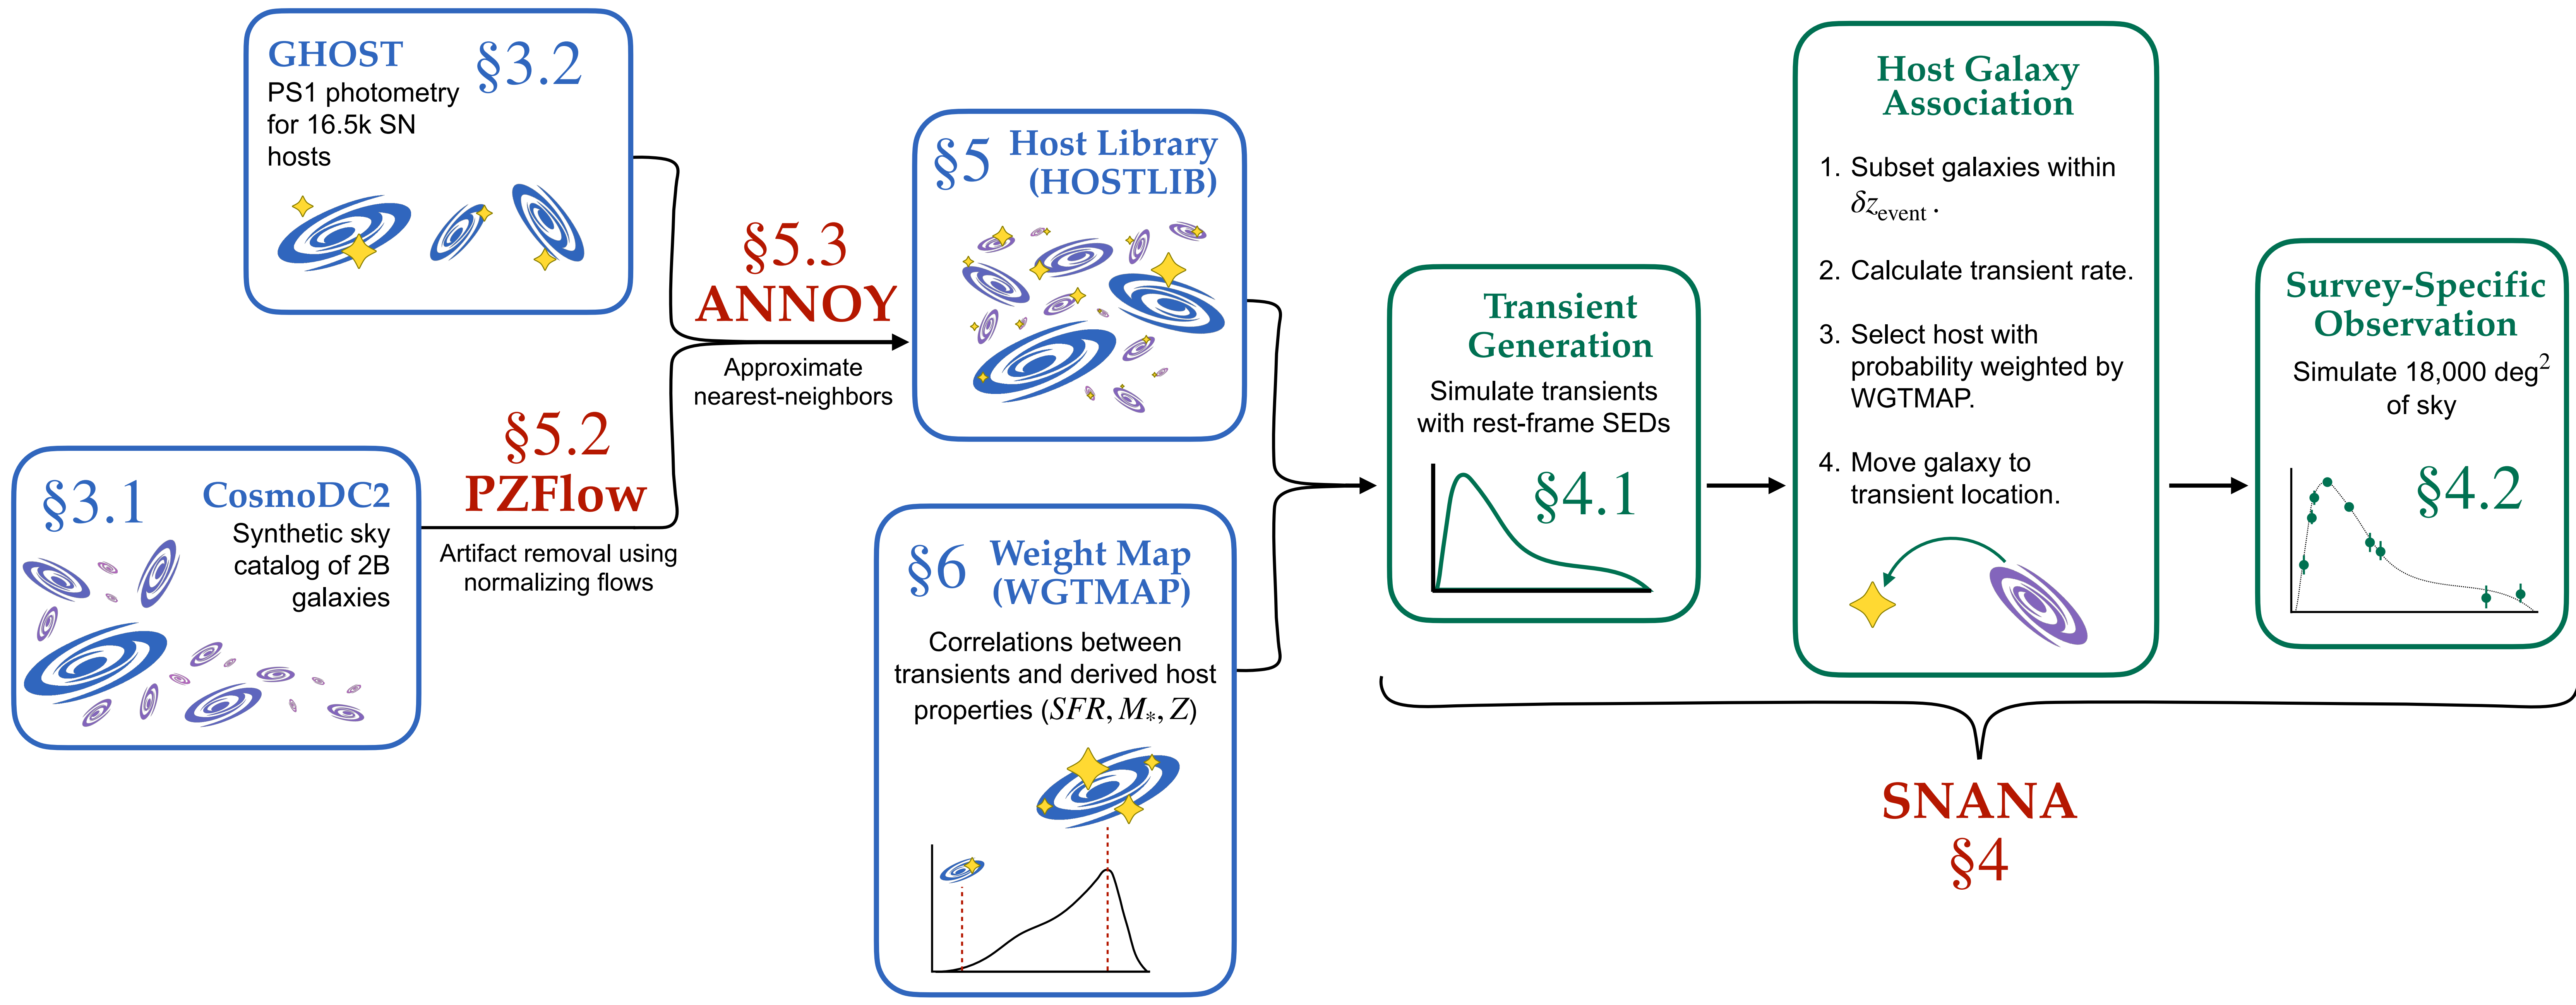 GHOST
§3.2
PS1 photometry
for 16.5k SN
hosts
§3.1
CosmoDC2
Synthetic sky
catalog of 2B
galaxies
§5.2
PZFlow
Artifact removal using
normalizing flows
§5.3
ANNOY
Approximate
nearest-neighbors
§5
Host Library
(HOSTLIB)
§6
Weight Map
(WGTMAP)
Correlations between
transients and derived host
properties (SFR, M*, Z)
Transient
Generation
Simulate transients
with rest-frame SEDs
§4.1
Host Galaxy
Association
1. Subset galaxies within
δz_event .
2. Calculate transient rate.
3. Select host with
probability weighted by
WGTMAP.
4. Move galaxy to
transient location.
Survey-Specific
Observation
Simulate 18,000 deg²
of sky
§4.2
SNANA
§4